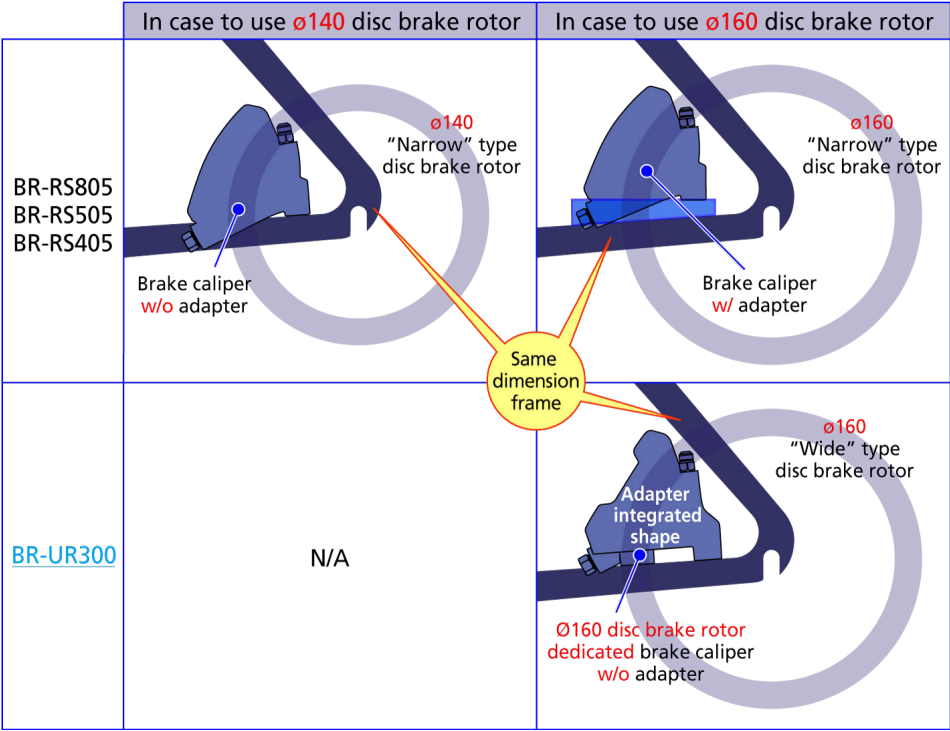 In case to use ø140 disc brake rotor
In case to use ø160 disc brake rotor
BR-RS805
BR-RS505
BR-RS405
ø140
“Narrow“ type
disc brake rotor
Brake caliper
w/o adapter
ø160
“Narrow” type
disc brake rotor
Brake caliper
w/ adapter
Same
dimension
frame
BR-UR300
N/A
ø160
“Wide” type
disc brake rotor
Adapter
integrated
shape
Ø160 disc brake rotor
dedicated brake caliper
w/o adapter